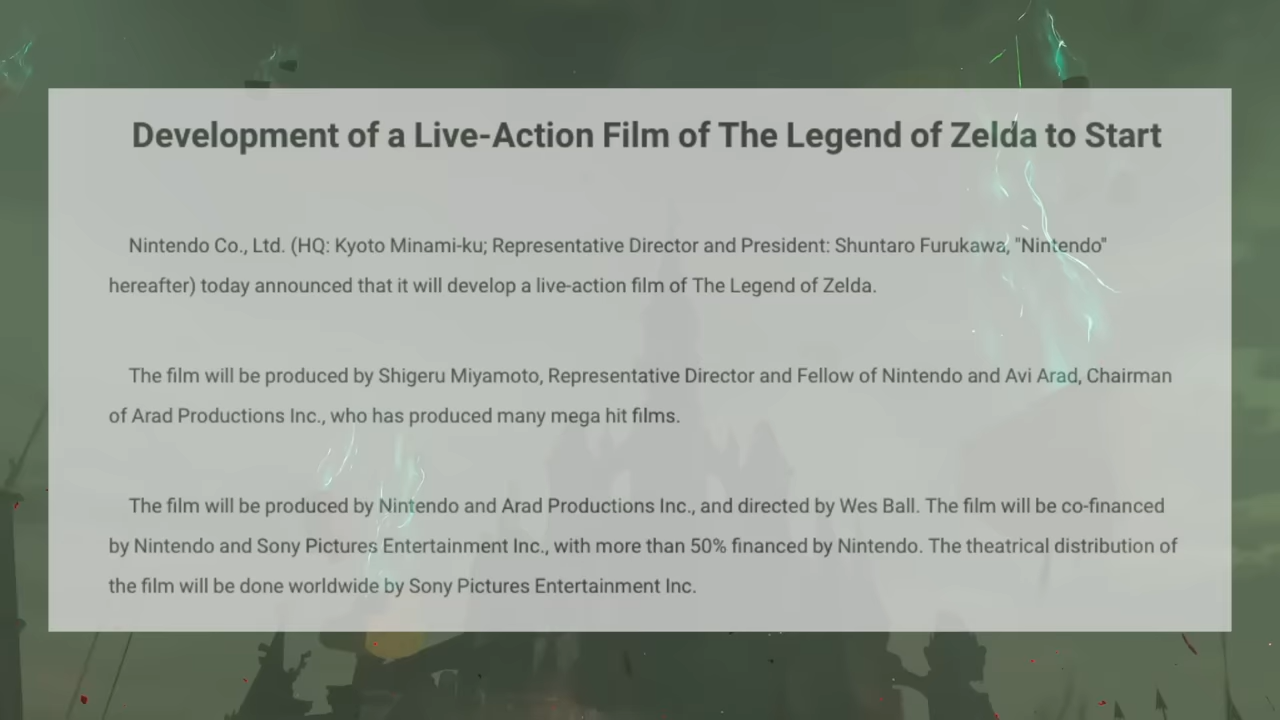 Development of a Live-Action Film of The Legend of Zelda to Start
Nintendo Co., Ltd. (HQ: Kyoto Minami-ku; Representative Director and President: Shuntaro Furukawa, "Nintendo"
hereafter) today announced that it will develop a live-action film of The Legend of Zelda.
The film will be produced by Shigeru Miyamoto, Representative Director and Fellow of Nintendo and Avi Arad, Chairman
of Arad Productions Inc., who has produced many mega hit films.
The film will be produced by Nintendo and Arad Productions Inc., and directed by Wes Ball. The film will be co-financed
by Nintendo and Sony Pictures Entertainment Inc., with more than 50% financed by Nintendo. The theatrical distribution of
the film will be done worldwide by Sony Pictures Entertainment Inc.